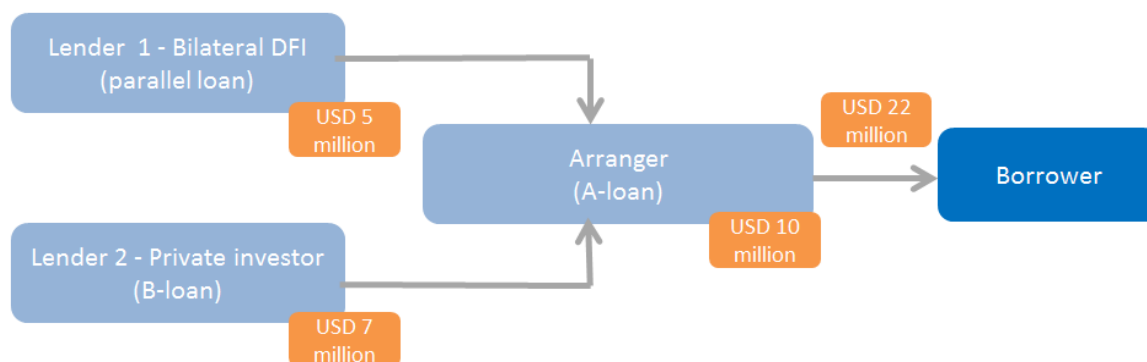 Lender 1 - Bilateral DFI
(parallel loan)
USD 5
million
Lender 2 - Private investor
(B-loan)
USD 7
million
Arranger
(A-loan)
USD 10
million
USD 22
million
Borrower